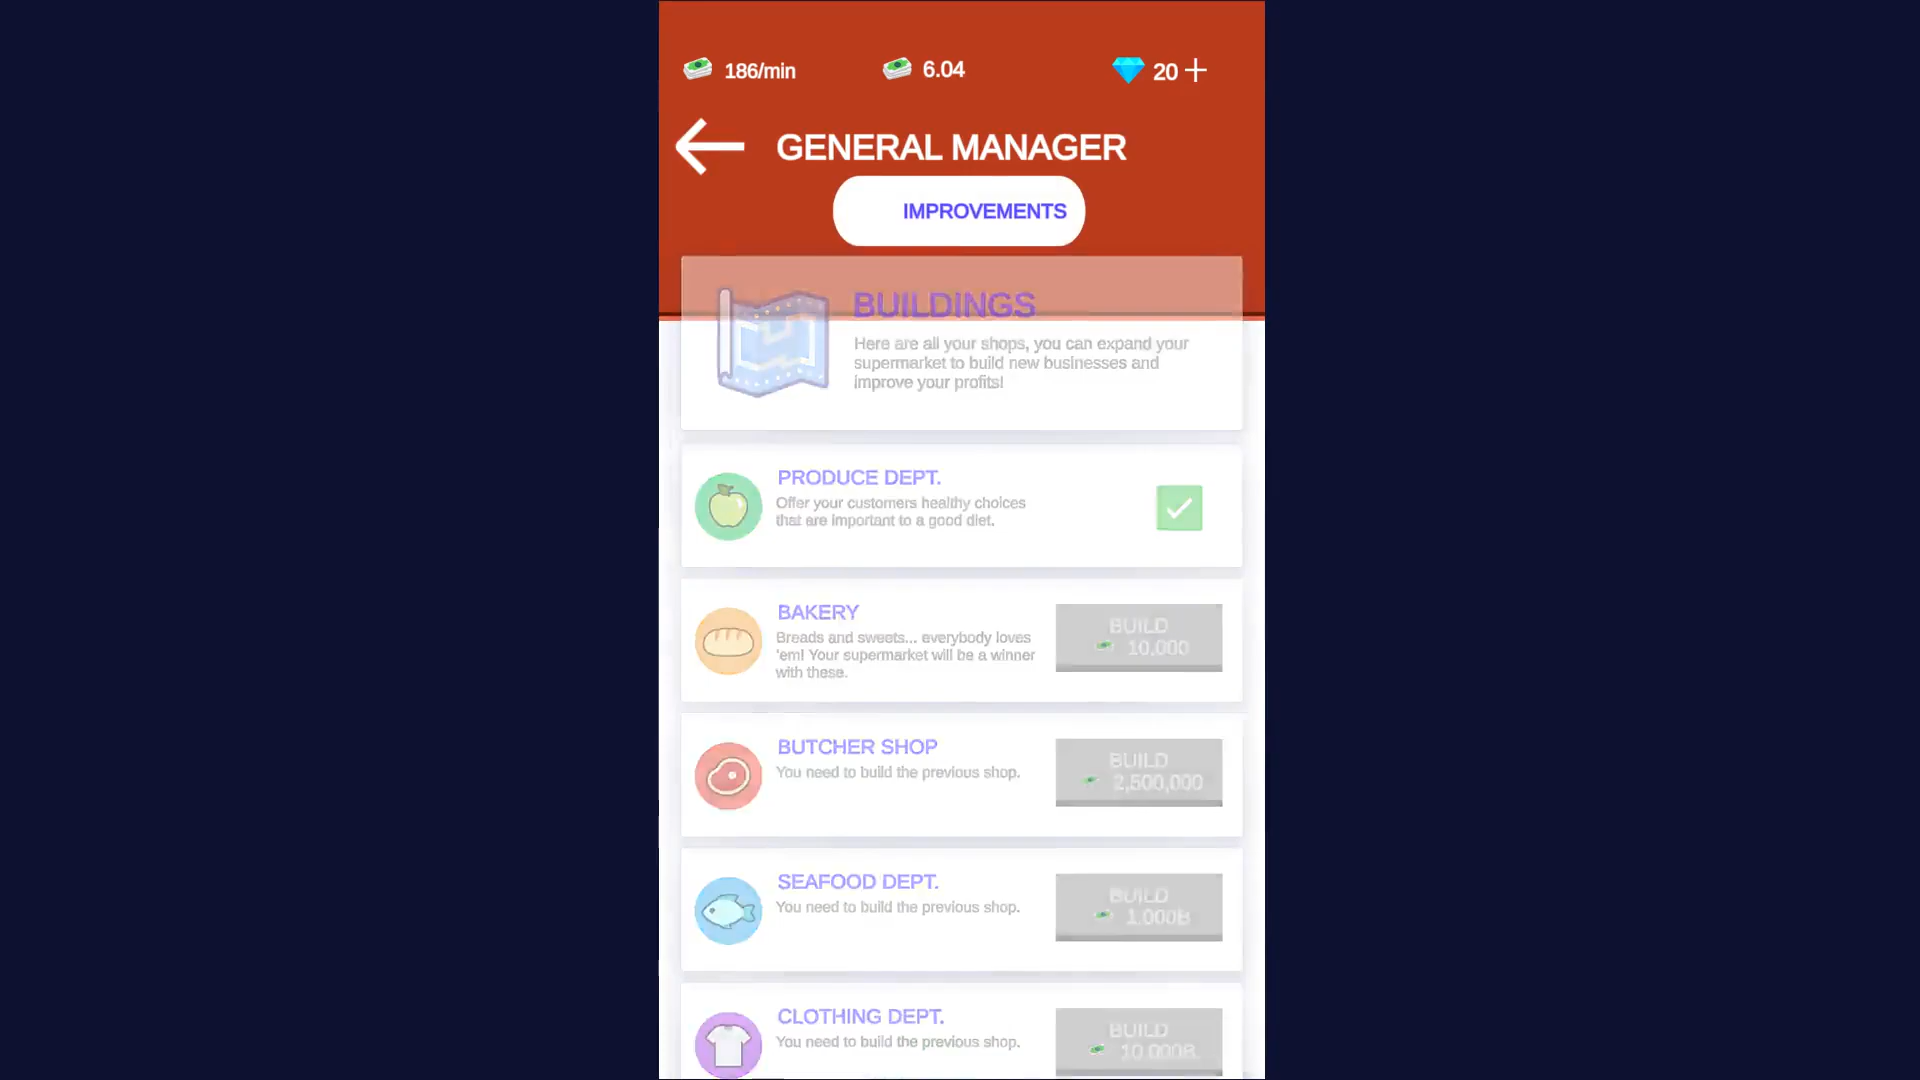 186/min
6.04
20
GENERAL MANAGER
IMPROVEMENTS
BUILDINGS
Here are all your shops, you can expand your
supermarket to build new businesses and
improve your profits!
PRODUCE DEPT.
Offer your customers healthy choices
that are important to a good diet.
BAKERY
Breads and sweets... everybody loves
'em! Your supermarket will be a winner
with these.
BUILD
10,000
BUTCHER SHOP
You need to build the previous shop.
BUILD
2,500,000
SEAFOOD DEPT.
You need to build the previous shop.
BUILD
1.000B
CLOTHING DEPT.
You need to build the previous shop.
BUILD
10.000B